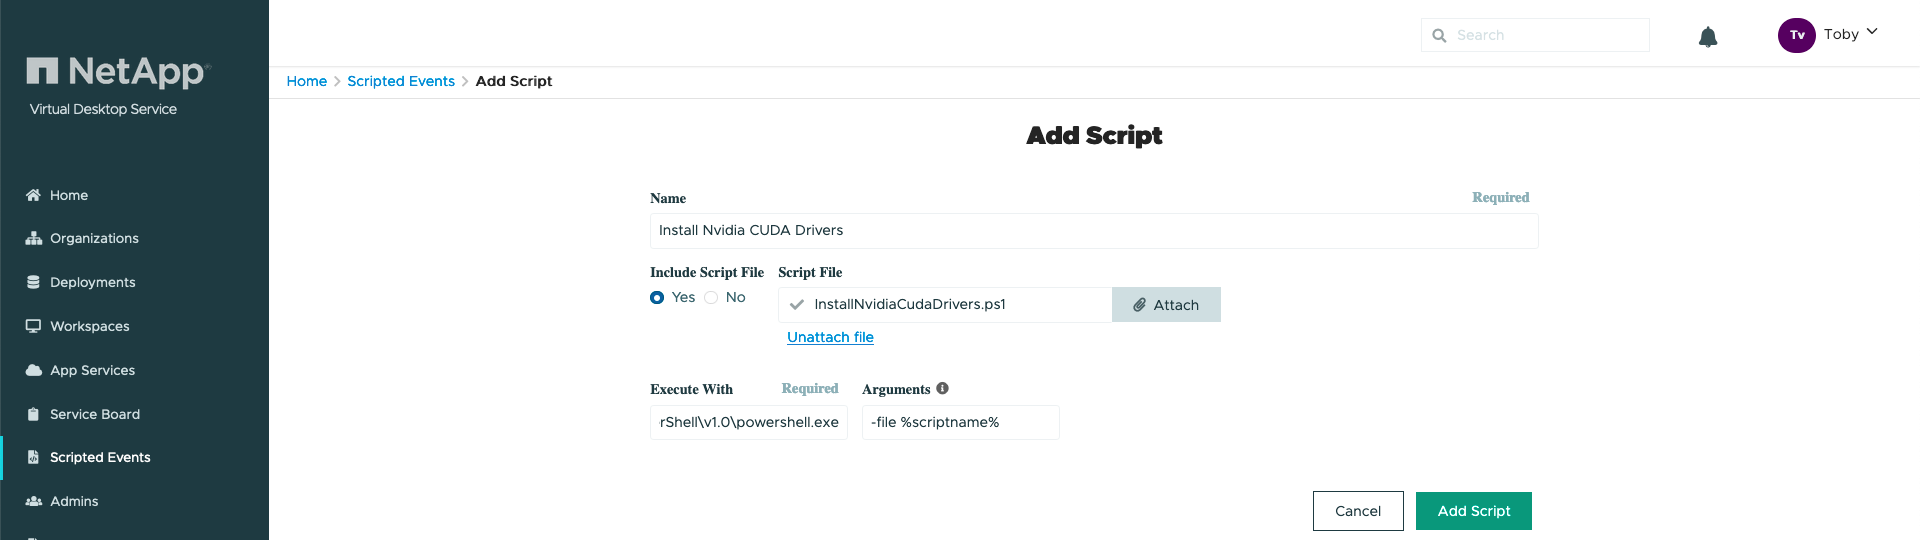 NetApp
Virtual Desktop Service
Home
Organizations
Deployments
Workspaces
App Services
Service Board
Scripted Events
Admins
Search
Tv
Toby
Home > Scripted Events > Add Script
Add Script
Name Required
Install Nvidia CUDA Drivers
Include Script File Script File
Yes No
InstallNvidiaCudaDrivers.ps1 Attach
Unattach file
Execute With Required Arguments
rShell\v1.0\powershell.exe -file %scriptname%
Cancel Add Script